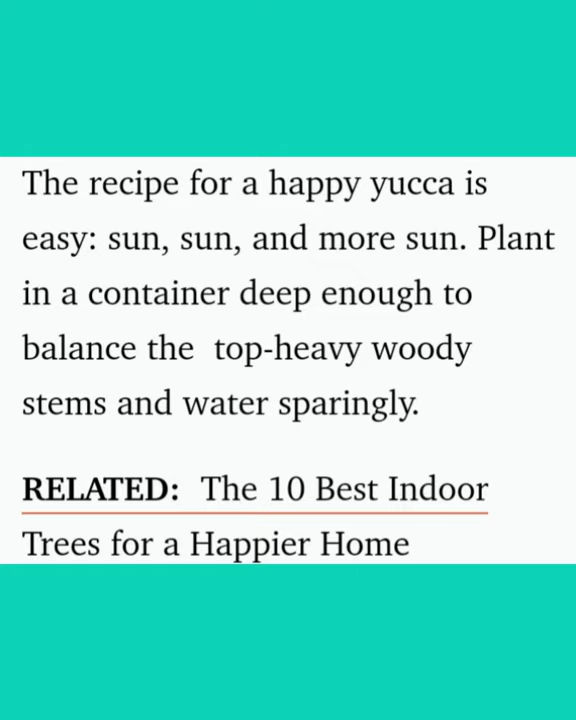 The recipe for a happy yucca is
easy: sun, sun, and more sun. Plant
in a container deep enough to
balance the  top-heavy woody
stems and water sparingly.
RELATED:  The 10 Best Indoor
Trees for a Happier Home